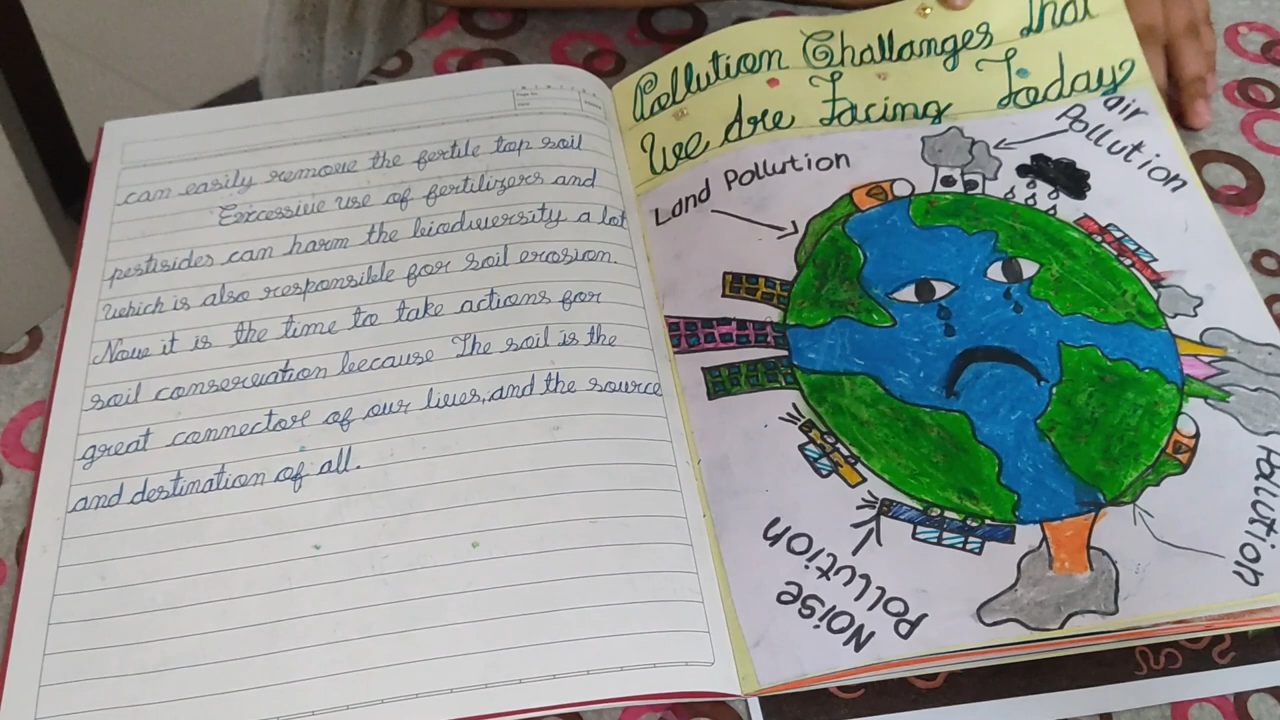 can easily remove the fertile top soil
Excessive use of fertilizers and
pestisides can harm the biodiversity a lot
which is also responsible for soil erosion.
Now it is the time to take actions for
soil conservation because The soil is the
great connector of our lives, and the source
and destination of all.
Pollution Challanges That
We Are Facing Today
air
Pollution
Land Pollution
Noise
Pollution
Pollution